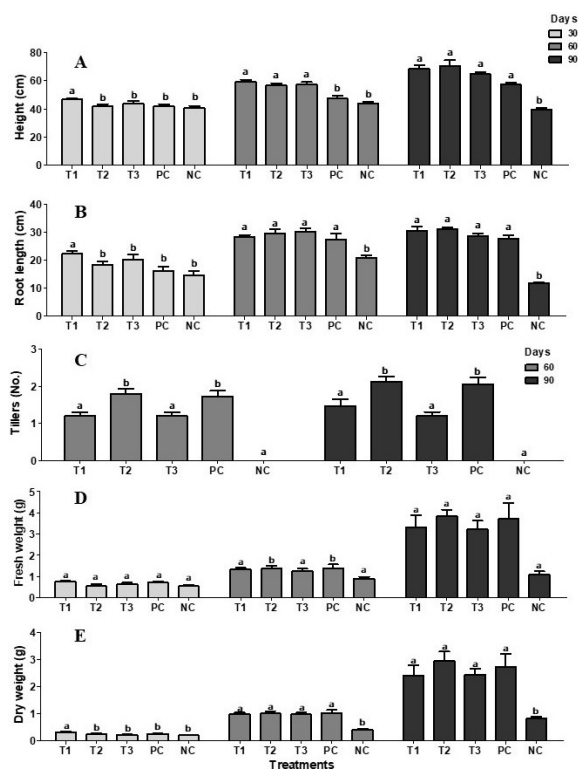 Days
30
60
90
A
80
60
40
20
0
Height (cm)
a b b b b
a a a b b
a a a a b
T1 T2 T3 PC NC T1 T2 T3 PC NC T1 T2 T3 PC NC
B
40
30
20
10
0
Root length (cm)
a b b b b
a a a a b
a a a a b
T1 T2 T3 PC NC T1 T2 T3 PC NC T1 T2 T3 PC NC
C
Days
60
90
3
2
1
0
Tillers (No.)
a b a b a
a b a b a
T1 T2 T3 PC NC T1 T2 T3 PC NC
D
5
4
3
2
1
0
Fresh weight (g)
a a a a a
a b a b a
a a a a a
T1 T2 T3 PC NC T1 T2 T3 PC NC T1 T2 T3 PC NC
E
4
3
2
1
0
Dry weight (g)
a b b b b
a a a a b
a a a a b
T1 T2 T3 PC NC T1 T2 T3 PC NC T1 T2 T3 PC NC
Treatments